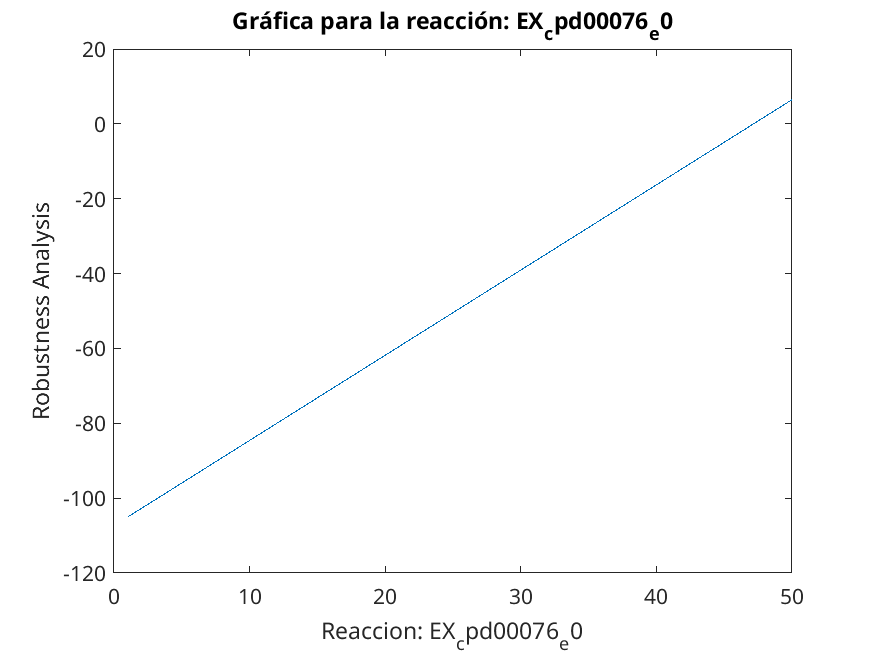 Gráfica para la reacción: EX_cpd00076_e0
20
0
-20
-40
-60
-80
-100
-120
Robustness Analysis
0 10 20 30 40 50
Reaccion: EX_cpd00076_e0